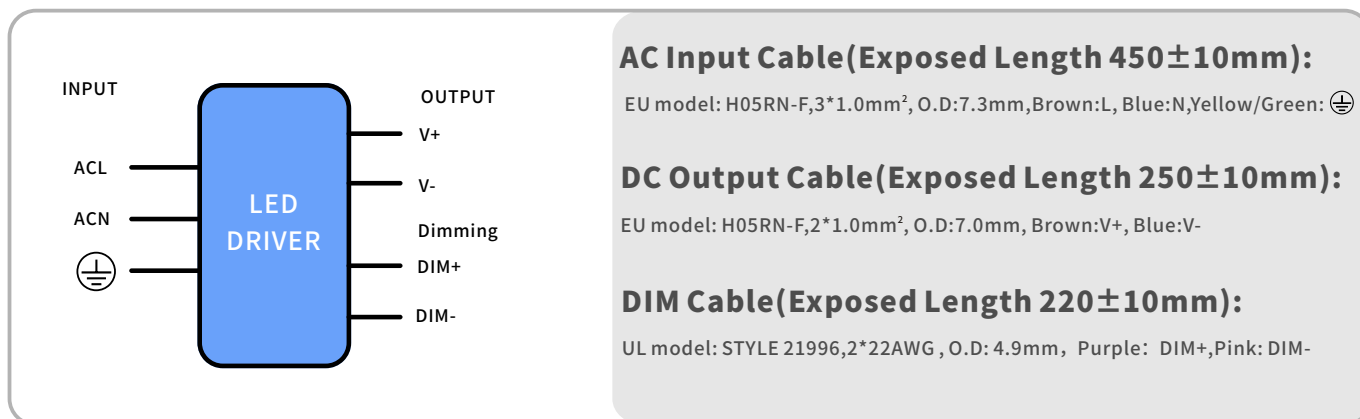 INPUT
ACL
ACN
LED
DRIVER
OUTPUT
V+
V-
Dimming
DIM+
DIM-
AC Input Cable(Exposed Length 450±10mm):
EU model: H05RN-F,3*1.0mm², O.D:7.3mm,Brown:L, Blue:N,Yellow/Green: ⏚
DC Output Cable(Exposed Length 250±10mm):
EU model: H05RN-F,2*1.0mm², O.D:7.0mm, Brown:V+, Blue:V-
DIM Cable(Exposed Length 220±10mm):
UL model: STYLE 21996,2*22AWG , O.D: 4.9mm，Purple：DIM+,Pink: DIM-